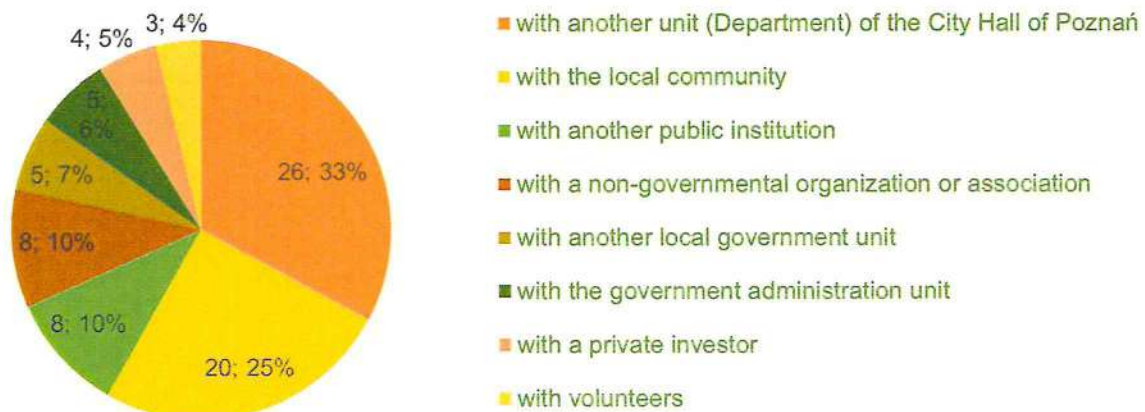 3; 4%
4; 5%
5;
6%
5; 7%
8; 10%
8; 10%
20; 25%
26; 33%
with another unit (Department) of the City Hall of Poznań
with the local community
with another public institution
with a non-governmental organization or association
with another local government unit
with the government administration unit
with a private investor
with volunteers